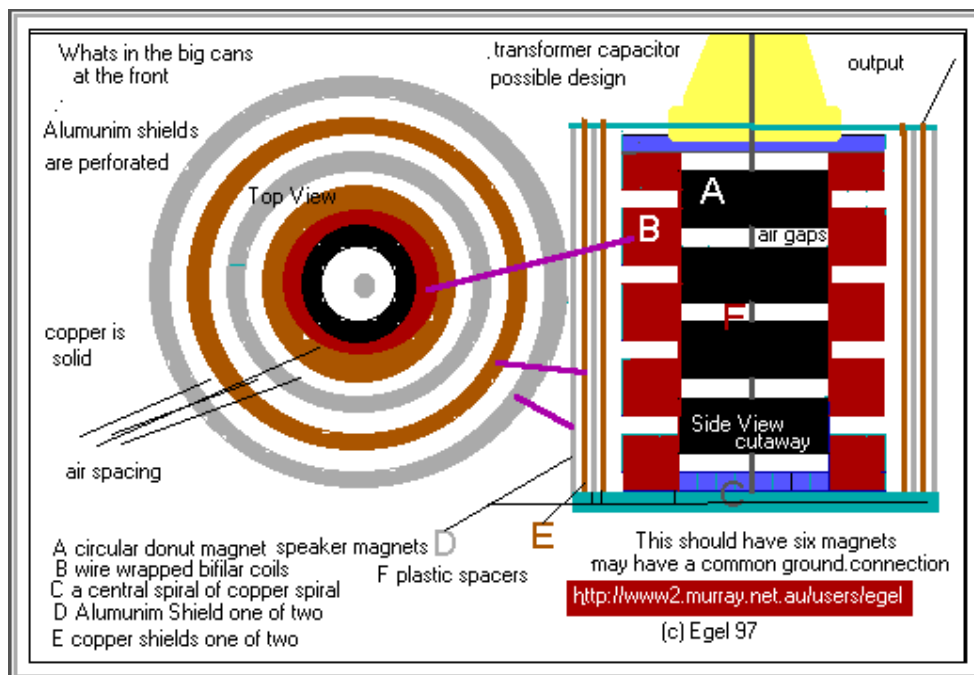 Whats in the big cans
at the front
Alumunim shields
are perforated
Top View
copper is
solid
air spacing
.transformer capacitor
possible design
output
A
B
air gaps
F
Side View
cutaway
C
D
E
A circular donut magnet speaker magnets
B wire wrapped bifilar coils
C a central spiral of copper spiral
D Alumunim Shield one of two
E copper shields one of two
F plastic spacers
This should have six magnets
may have a common ground.connection
http://www2.murray.net.au/users/egel
(c) Egel 97